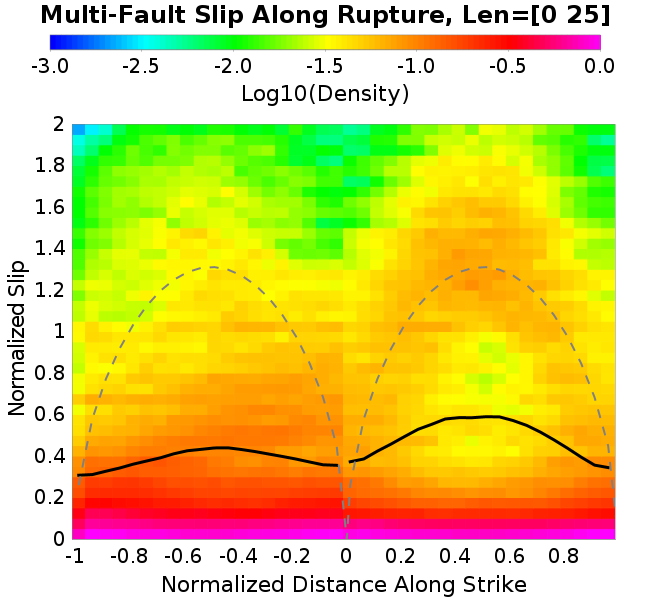 Multi-Fault Slip Along Rupture, Len=[0 25]
-3.0 -2.5 -2.0 -1.5 -1.0 -0.5 0.0
Log10(Density)
2
1.8
1.6
1.4
1.2
1
0.8
0.6
0.4
0.2
0
Normalized Slip
-1 -0.8 -0.6 -0.4 -0.2 0 0.2 0.4 0.6 0.8
Normalized Distance Along Strike